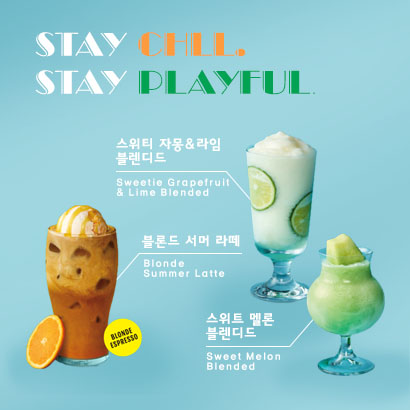 STAY CHLL.
STAY PLAYFUL.
스위티 자몽&라임
블렌디드
Sweetie Grapefruit
& Lime Blended
블론드 서머 라떼
Blonde
Summer Latte
BLONDE
ESPRESSO
스위트 멜론
블렌디드
Sweet Melon
Blended